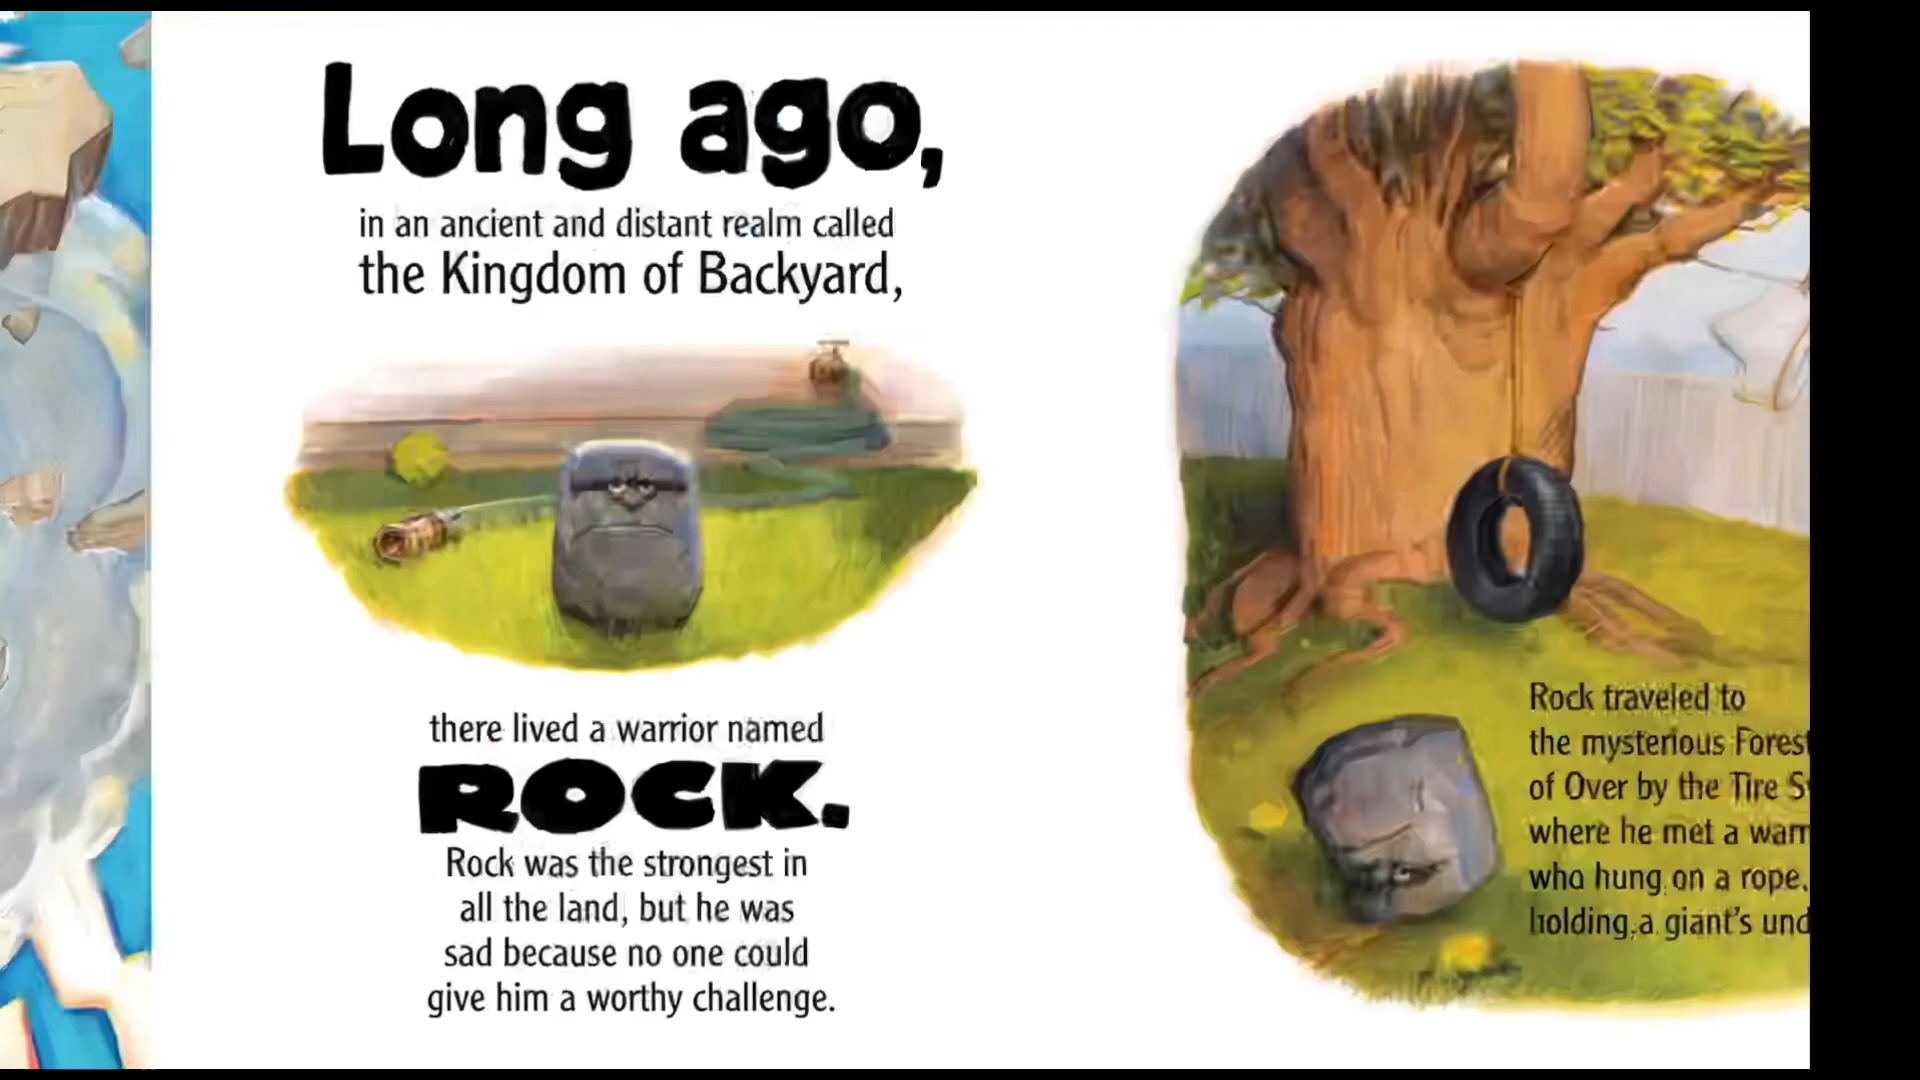 Long ago,
in an ancient and distant realm called
the Kingdom of Backyard,
there lived a warrior named
ROCK.
Rock was the strongest in
all the land, but he was
sad because no one could
give him a worthy challenge.
Rock traveled to
the mysterious Forest
of Over by the Tire
where he met a
who hung on a rope,
holding a giant's